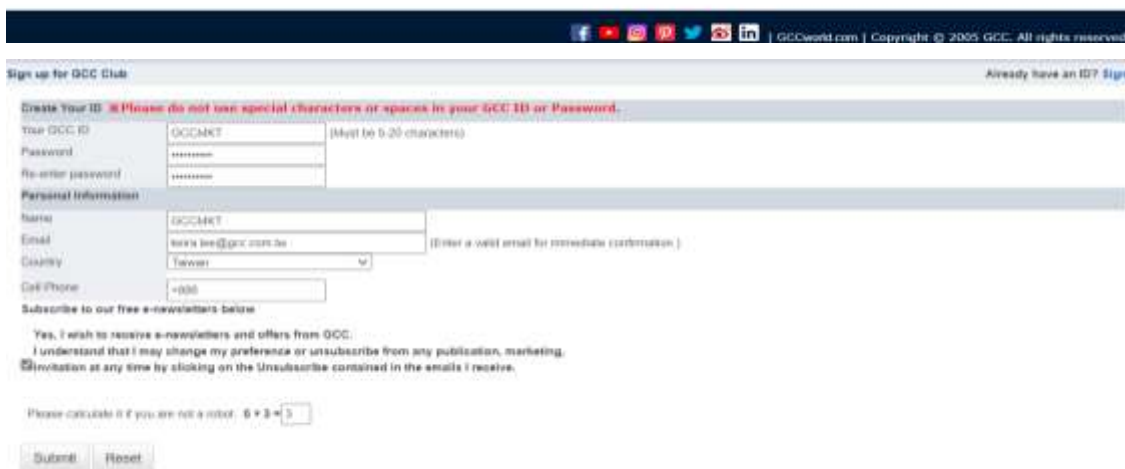 | GCCworld.com | Copyright © 2005 GCC. All rights reserved
Sign up for GCC Club
Already have an ID? Sign
Create Your ID ※Please do not use special characters or spaces in your GCC ID or Password.
Your GCC ID GCCMKT (Must be 5-20 characters)
Password
Re-enter password
Personal Information
Name GCCMKT
Email lee@gcc.com.tw (Enter a valid email for immediate confirmation.)
Country Taiwan
Cell Phone
Subscribe to our free e-newsletters below
Yes, I wish to receive e-newsletters and offers from GCC.
I understand that I may change my preference or unsubscribe from any publication, marketing,
invitation at any time by clicking on the Unsubscribe contained in the emails I receive.
Please calculate it if you are not a robot. = 3
Submit Reset